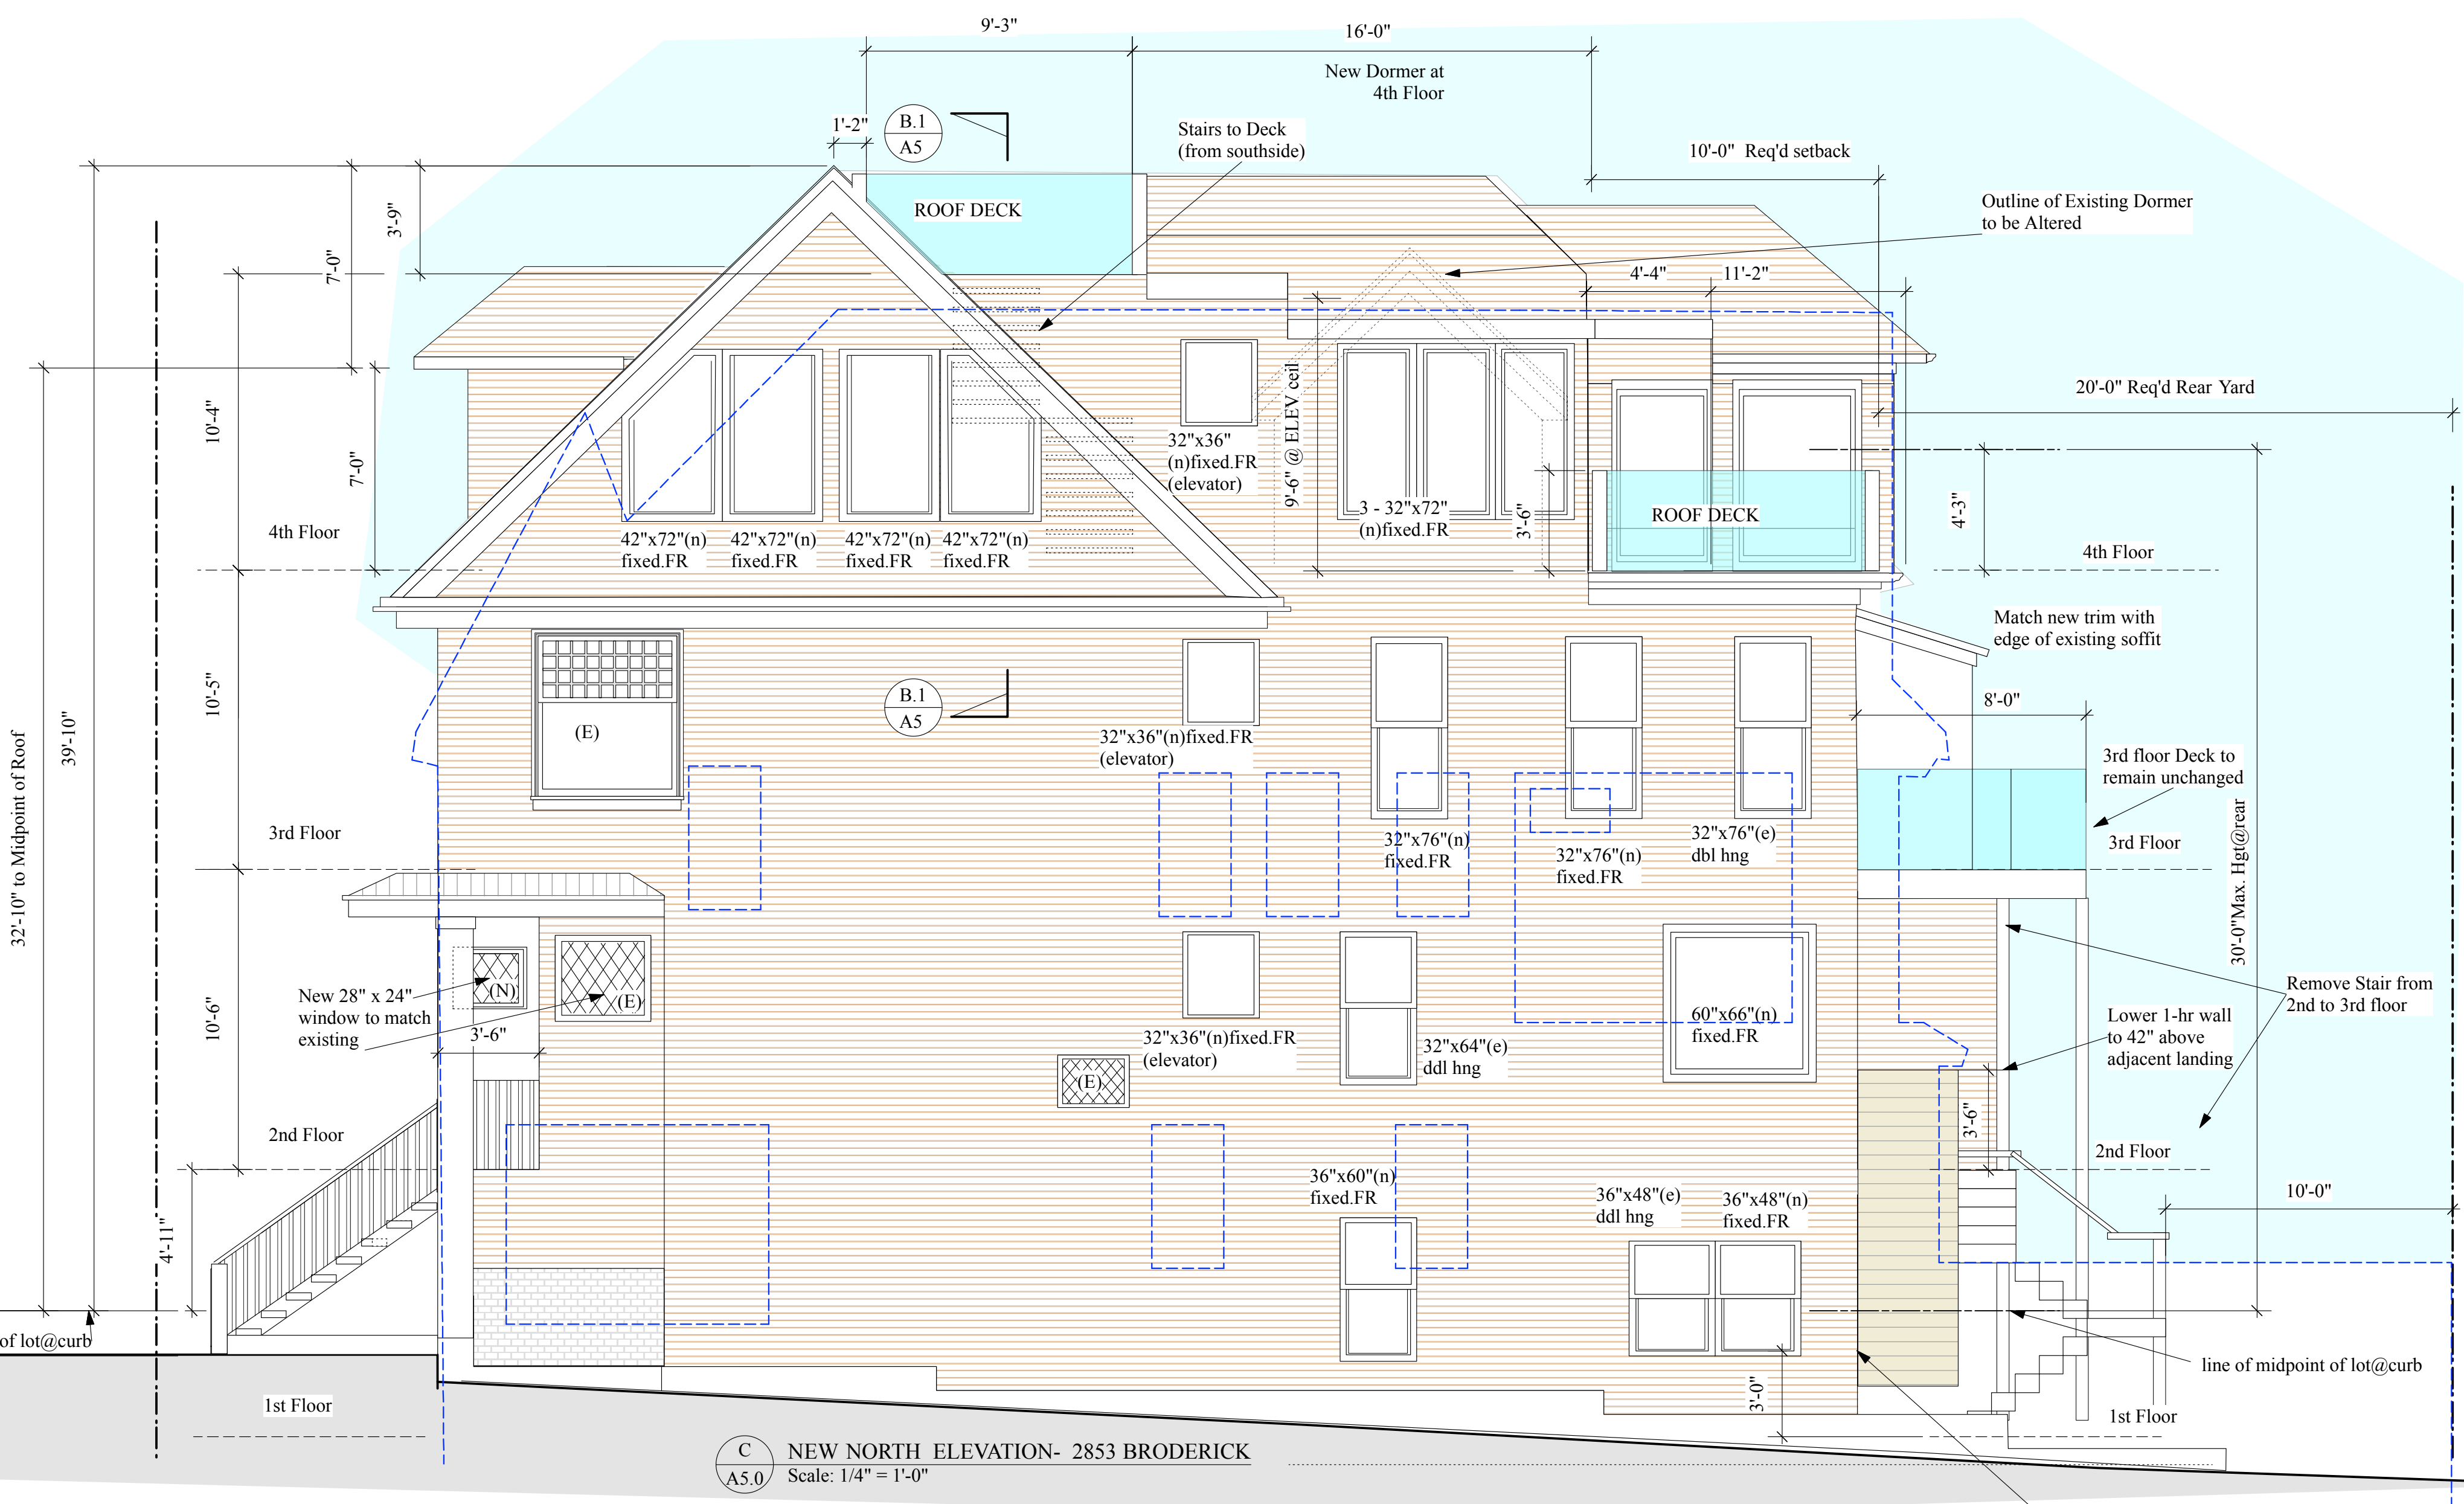 9'-3"
16'-0"
New Dormer at
4th Floor
1'-2"
B.1
A5
Stairs to Deck
(from southside)
10'-0" Req'd setback
ROOF DECK
Outline of Existing Dormer
to be Altered
3'-9"
7'-0"
4'-4"
11'-2"
20'-0" Req'd Rear Yard
10'-4"
7'-0"
32"x36"
(n)fixed.FR
(elevator)
9'-6" @ ELEV ceil
3 - 32"x72"
(n)fixed.FR
3'-6"
ROOF DECK
4'-3"
4th Floor
42"x72"(n)
fixed.FR
42"x72"(n)
fixed.FR
42"x72"(n)
fixed.FR
42"x72"(n)
fixed.FR
4th Floor
Match new trim with
edge of existing soffit
10'-5"
39'-10"
32'-10" to Midpoint of Roof
(E)
B.1
A5
32"x36"(n)fixed.FR
(elevator)
8'-0"
3rd floor Deck to
remain unchanged
3rd Floor
32"x76"(n)
fixed.FR
32"x76"(n)
fixed.FR
32"x76"(e)
dbl hng
3rd Floor
30'-0"Max. Hgt@rear
New 28" x 24"
window to match
existing
(N)
(E)
3'-6"
10'-6"
32"x36"(n)fixed.FR
(elevator)
(E)
32"x64"(e)
ddl hng
60"x66"(n)
fixed.FR
Remove Stair from
2nd to 3rd floor
Lower 1-hr wall
to 42" above
adjacent landing
3'-6"
2nd Floor
2nd Floor
4'-11"
36"x60"(n)
fixed.FR
36"x48"(e)
ddl hng
36"x48"(n)
fixed.FR
10'-0"
of lot@curb
line of midpoint of lot@curb
3'-0"
1st Floor
1st Floor
C
A5.0
NEW NORTH ELEVATION- 2853 BRODERICK
Scale: 1/4" = 1'-0"